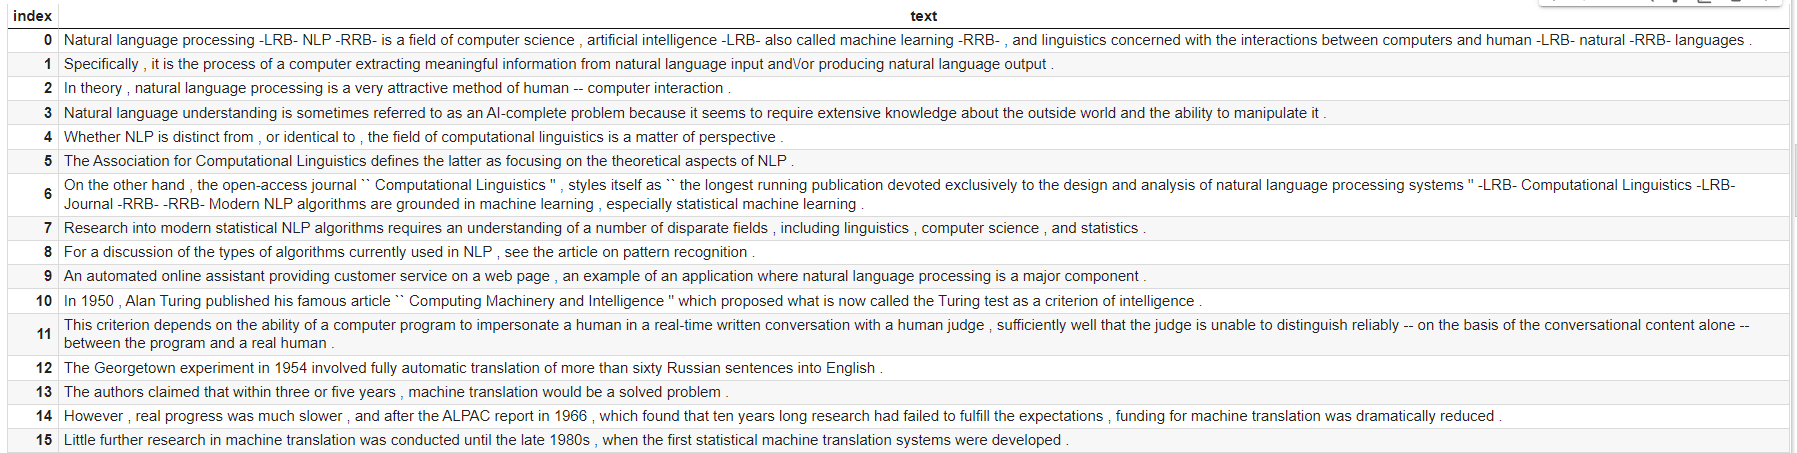 index text
0 Natural language processing -LRB- NLP -RRB- is a field of computer science , artificial intelligence -LRB- also called machine learning -RRB- , and linguistics concerned with the interactions between computers and human -LRB- natural -RRB- languages .
1 Specifically , it is the process of a computer extracting meaningful information from natural language input and\/or producing natural language output .
2 In theory , natural language processing is a very attractive method of human -- computer interaction .
3 Natural language understanding is sometimes referred to as an AI-complete problem because it seems to require extensive knowledge about the outside world and the ability to manipulate it .
4 Whether NLP is distinct from , or identical to , the field of computational linguistics is a matter of perspective .
5 The Association for Computational Linguistics defines the latter as focusing on the theoretical aspects of NLP .
6 On the other hand , the open-access journal `` Computational Linguistics '' , styles itself as `` the longest running publication devoted exclusively to the design and analysis of natural language processing systems '' -LRB- Computational Linguistics -LRB-
Journal -RRB- -RRB- Modern NLP algorithms are grounded in machine learning , especially statistical machine learning .
7 Research into modern statistical NLP algorithms requires an understanding of a number of disparate fields , including linguistics , computer science , and statistics .
8 For a discussion of the types of algorithms currently used in NLP , see the article on pattern recognition .
9 An automated online assistant providing customer service on a web page , an example of an application where natural language processing is a major component .
10 In 1950 , Alan Turing published his famous article `` Computing Machinery and Intelligence '' which proposed what is now called the Turing test as a criterion of intelligence .
11 This criterion depends on the ability of a computer program to impersonate a human in a real-time written conversation with a human judge , sufficiently well that the judge is unable to distinguish reliably -- on the basis of the conversational content alone --
between the program and a real human .
12 The Georgetown experiment in 1954 involved fully automatic translation of more than sixty Russian sentences into English .
13 The authors claimed that within three or five years , machine translation would be a solved problem .
14 However , real progress was much slower , and after the ALPAC report in 1966 , which found that ten years long research had failed to fulfill the expectations , funding for machine translation was dramatically reduced .
15 Little further research in machine translation was conducted until the late 1980s , when the first statistical machine translation systems were developed .